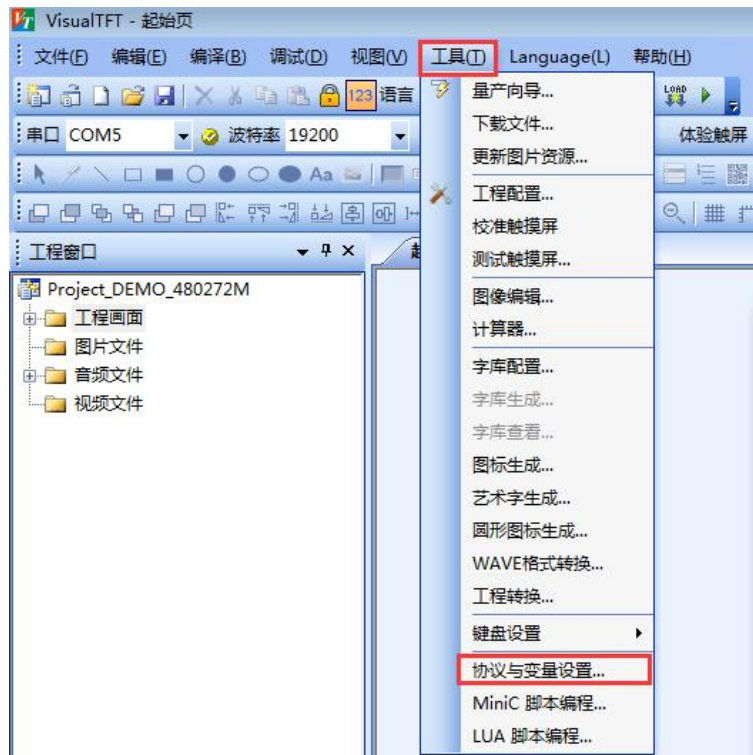 VisualTFT - 起始页
文件(F) 编辑(E) 编译(B) 调试(D) 视图(V) 工具(T) Language(L) 帮助(H)
123 语言
LOAD
串口 COM5 波特率 19200
体验触屏
Aa
工程窗口
Project_DEMO_480272M
工程画面
图片文件
音频文件
视频文件
量产向导...
下载文件...
更新图片资源...
工程配置...
校准触摸屏
测试触摸屏...
图像编辑...
计算器...
字库配置...
字库生成...
字库查看...
图标生成...
艺术字生成...
圆形图标生成...
WAVE格式转换...
工程转换...
键盘设置
协议与变量设置...
MiniC 脚本编程...
LUA 脚本编程...